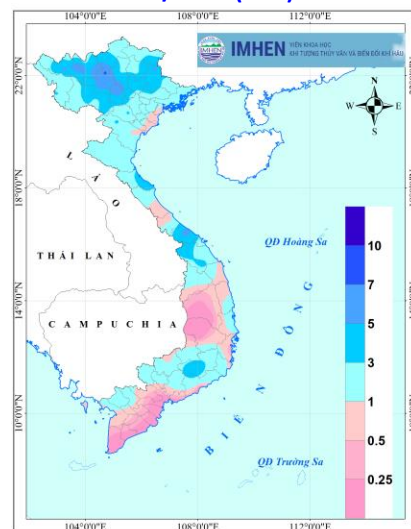 104°0'0"E
108°0'0"E
112°0'0"E
IMHEN
VIỆN KHOA HỌC
KHÍ TƯỢNG THỦY VĂN VÀ BIẾN ĐỔI KHÍ HẬU
22°0'0"N
N
W
E
S
LÀO
18°0'0"N
QĐ Hoàng Sa
THÁI LAN
10
7
5
3
1
0.5
0.25
CAMPUCHIA
BIỂN ĐÔNG
14°0'0"N
10°0'0"N
QĐ Trường Sa
104°0'0"E
108°0'0"E
112°0'0"E